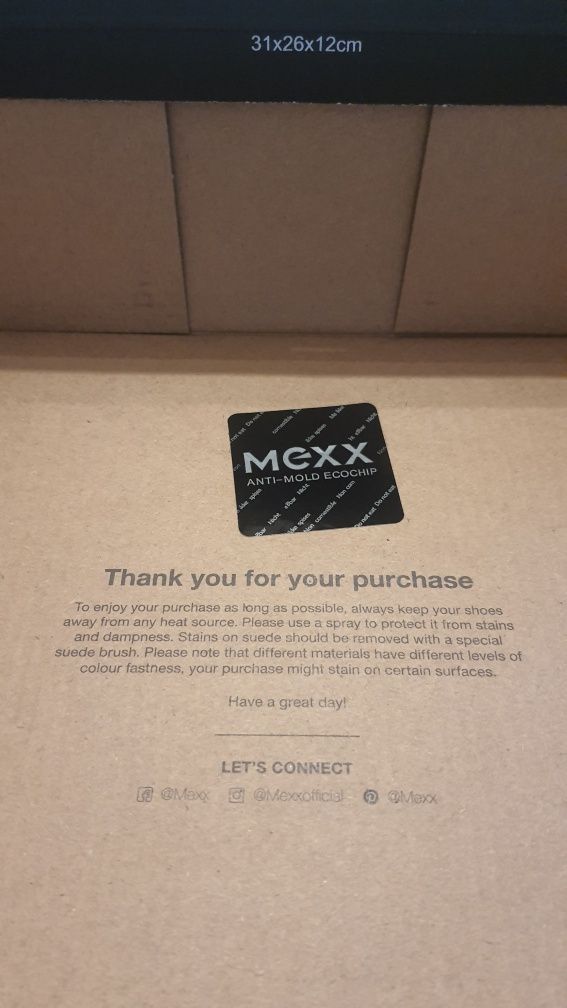 31x26x12cm
MEXX
ANTI-MOLD ECOCHIP
Thank you for your purchase
To enjoy your purchase as long as possible, always keep your shoes
away from any heat source. Please use a spray to protect it from stains
and dampness. Stains on suede should be removed with a special
suede brush. Please note that different materials have different levels of
colour fastness, your purchase might stain on certain surfaces.
Have a great day!
LET'S CONNECT
@Mexx @Mexxofficial @Mexx